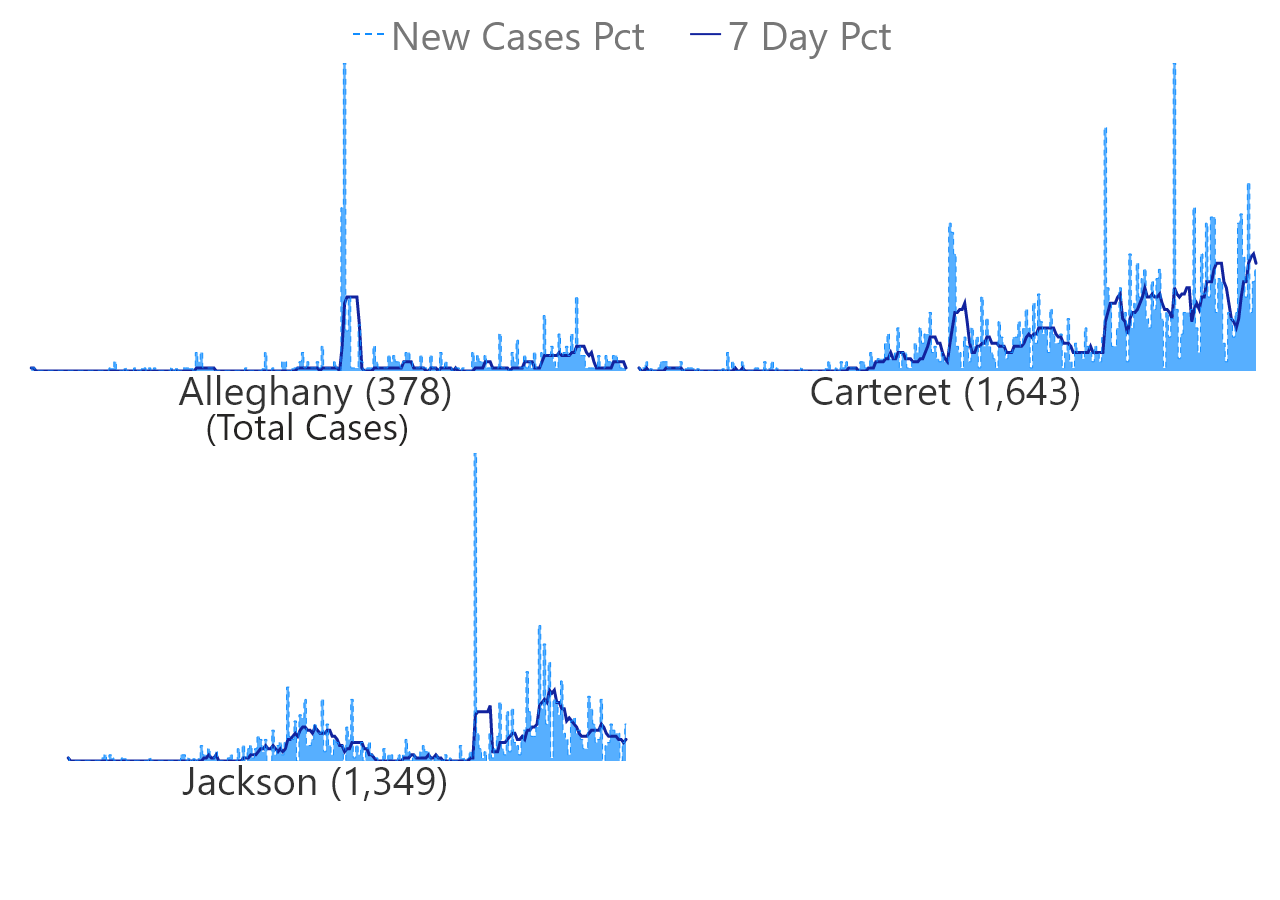 New Cases Pct 7 Day Pct
Alleghany (378)
(Total Cases)
Carteret (1,643)
Jackson (1,349)